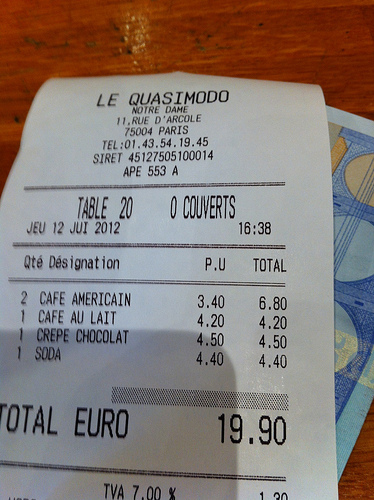 LE QUASIMODO
NOTRE DAME
11,RUE D'ARCOLE
75004 PARIS
TEL:01.43.54.19.45
SIRET 45127505100014
APE 553 A
TABLE 20 0 COUVERTS
JEU 12 JUI 2012 16:38
Qté Désignation P.U TOTAL
2 CAFE AMERICAIN 3.40 6.80
1 CAFE AU LAIT 4.20 4.20
1 CREPE CHOCOLAT 4.50 4.50
1 SODA 4.40 4.40
TOTAL EURO 19.90
TVA 7.00 % 1.30